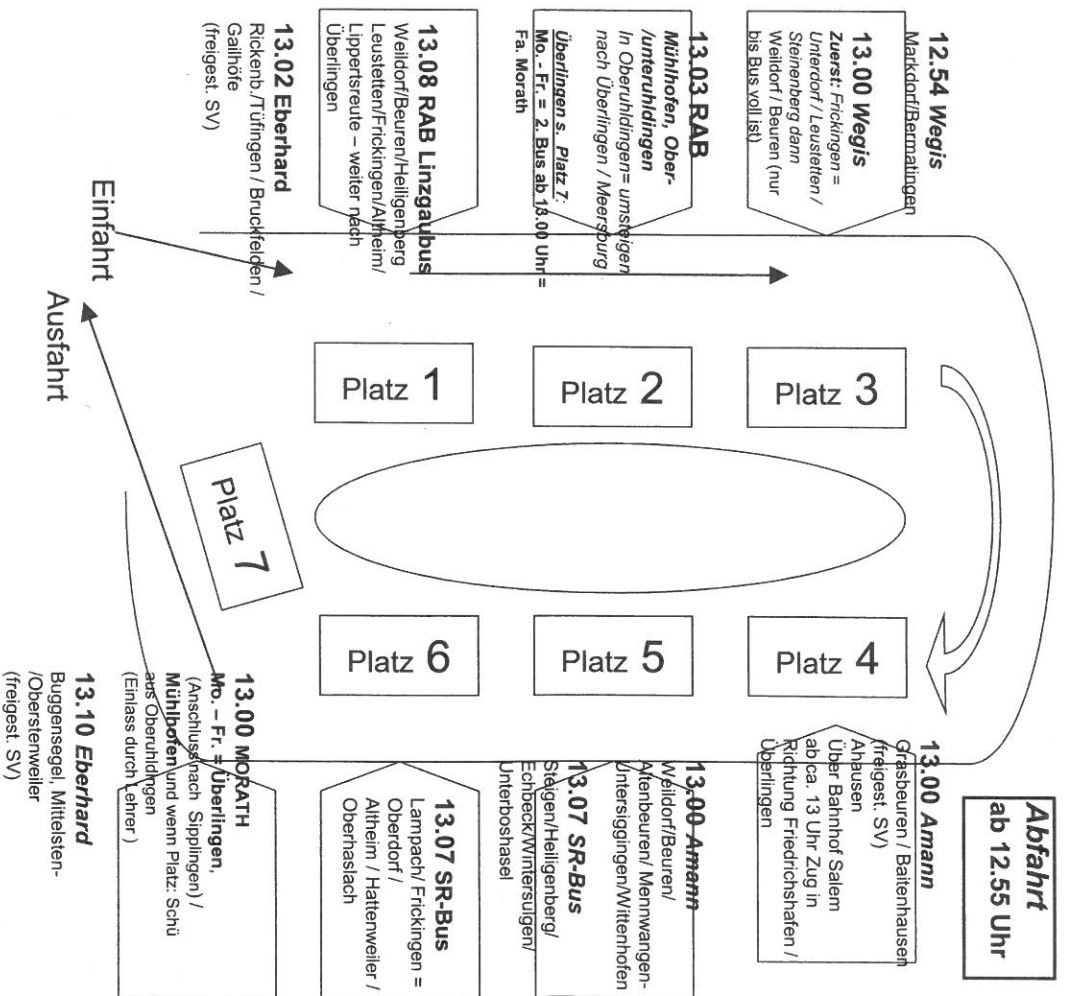 Abfahrt
ab 12.55 Uhr
12.54 Wegis
Markdorf/Bermatingen
13.00 Wegis
Zuerst: Frickingen =
Unterdorf / Leustetten /
Steinenberg dann
Weildorf / Beuren (nur
bis Bus voll ist)
13.03 RAB
Mühlhofen, Ober-
/unteruhldingen
In Oberuhldingen= umsteigen
nach Überlingen / Meersburg
Überlingen s. Platz 7:
Mo. - Fr. = 2. Bus ab 13.00 Uhr =
Fa. Morath
13.08 RAB Linzgaubus
Weildorf/Beuren/Heiligenberg
Leustetten/Frickingen/Altheim/
Lippertsreute – weiter nach
Überlingen
13.02 Eberhard
Rickenb./Tüfingen / Bruckfelden /
Gailhöfe
(freigest. SV)
Einfahrt
Ausfahrt
Platz 1
Platz 2
Platz 3
Platz 4
Platz 5
Platz 6
Platz 7
13.00 Amann
Grasbeuren / Baitenhausen
(freigest. SV)
Ahausen
Über Bahnhof Salem
ab ca. 13 Uhr Zug in
Richtung Friedrichshafen /
Überlingen
13.00 Amann
Weildorf/Beuren/
Altenbeuren/ Mennwangen-
Untersiggingen/Wittenhofen
13.07 SR-Bus
Steigen/Heiligenberg/
Echbeck/Wintersulgen/
Unterboshasel
13.07 SR-Bus
Lampach/ Frickingen =
Oberdorf /
Altheim / Hattenweiler /
Oberhaslach
13.00 MORATH
Mo. – Fr. = Überlingen,
(Anschluss nach Sipplingen) /
Mühlhofen und wenn Platz: Schü
aus Oberuhldingen
(Einlass durch Lehrer )
13.10 Eberhard
Buggensegel, Mittelsten-
/Oberstenweiler
(freigest. SV)